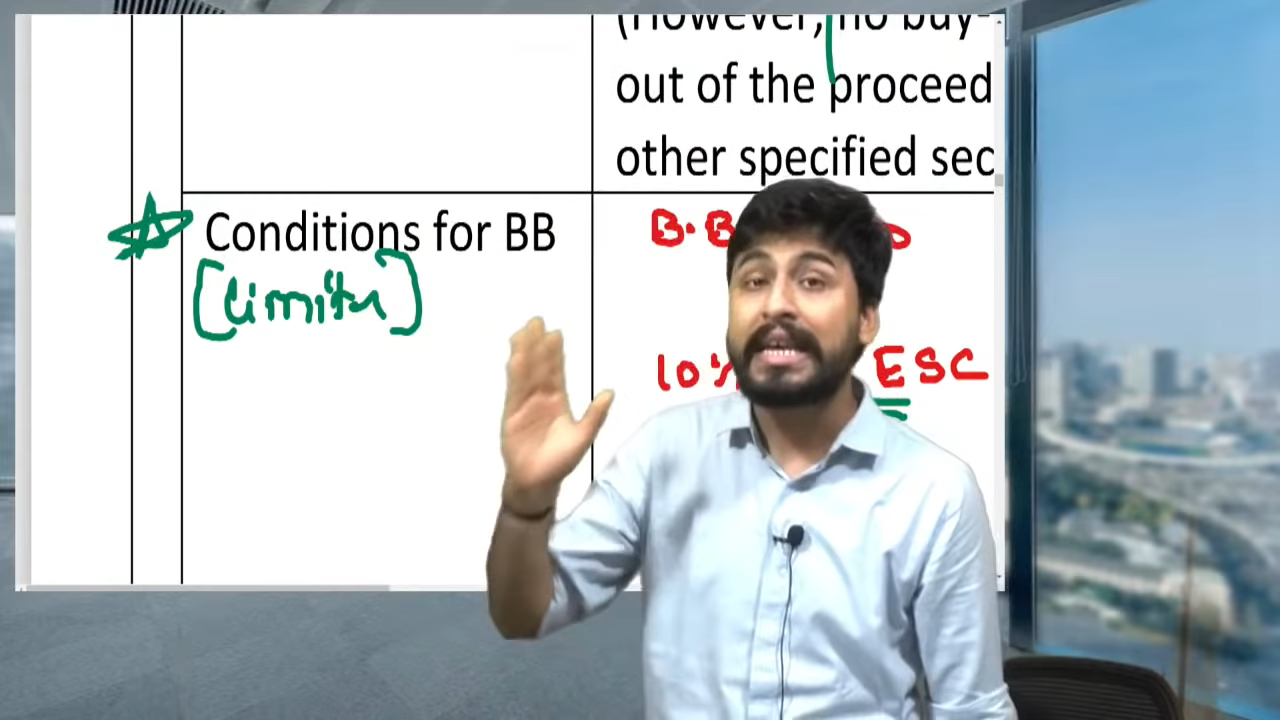 (However, no buy-
out of the proceed
other specified sec
Conditions for BB
B.B
[limits]
10%
ESC